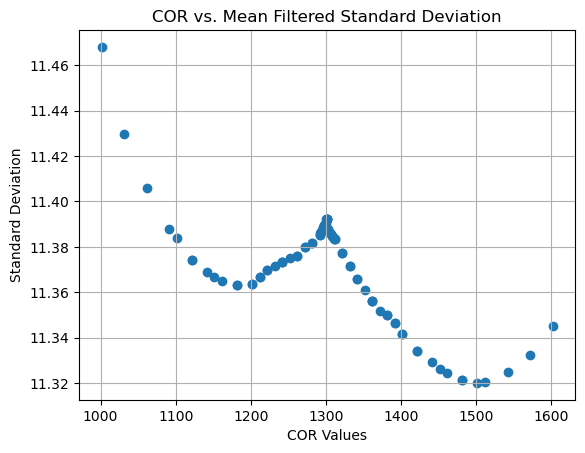 COR vs. Mean Filtered Standard Deviation
11.46
11.44
11.42
11.40
11.38
11.36
11.34
11.32
Standard Deviation
1000 1100 1200 1300 1400 1500 1600
COR Values